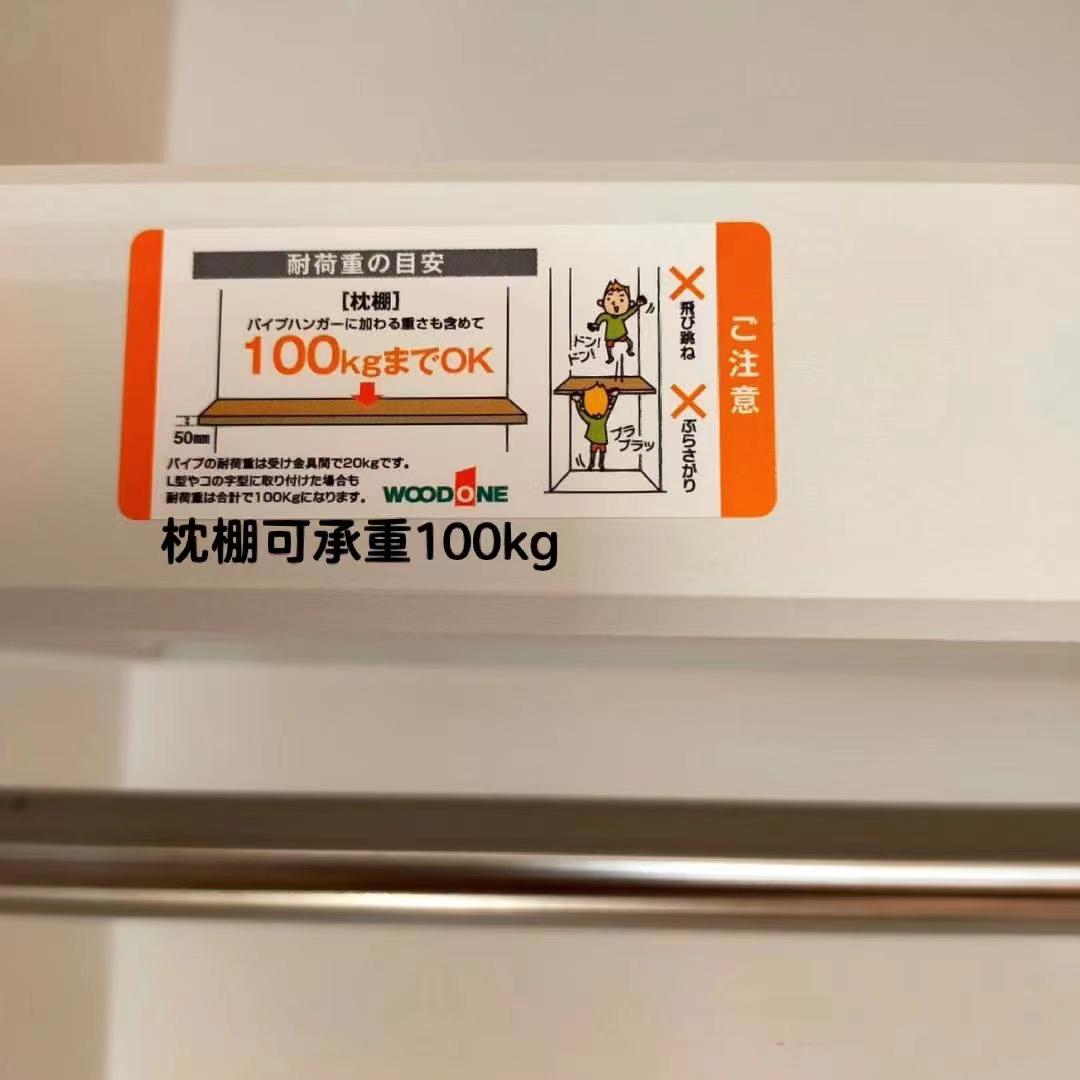 耐荷重の目安
[枕棚]
パイプハンガーに加わる重さも含めて
100kgまでOK
50mm
パイプの耐荷重は受け金具間で20kgです。
L型やコの字型に取り付けた場合も
耐荷重は合計で100Kgになります。
WOODONE
ドン!
ドン!
飛び跳ね
ブラ
ブラッ
ぶらさがり
ご注意
枕棚可承重100kg